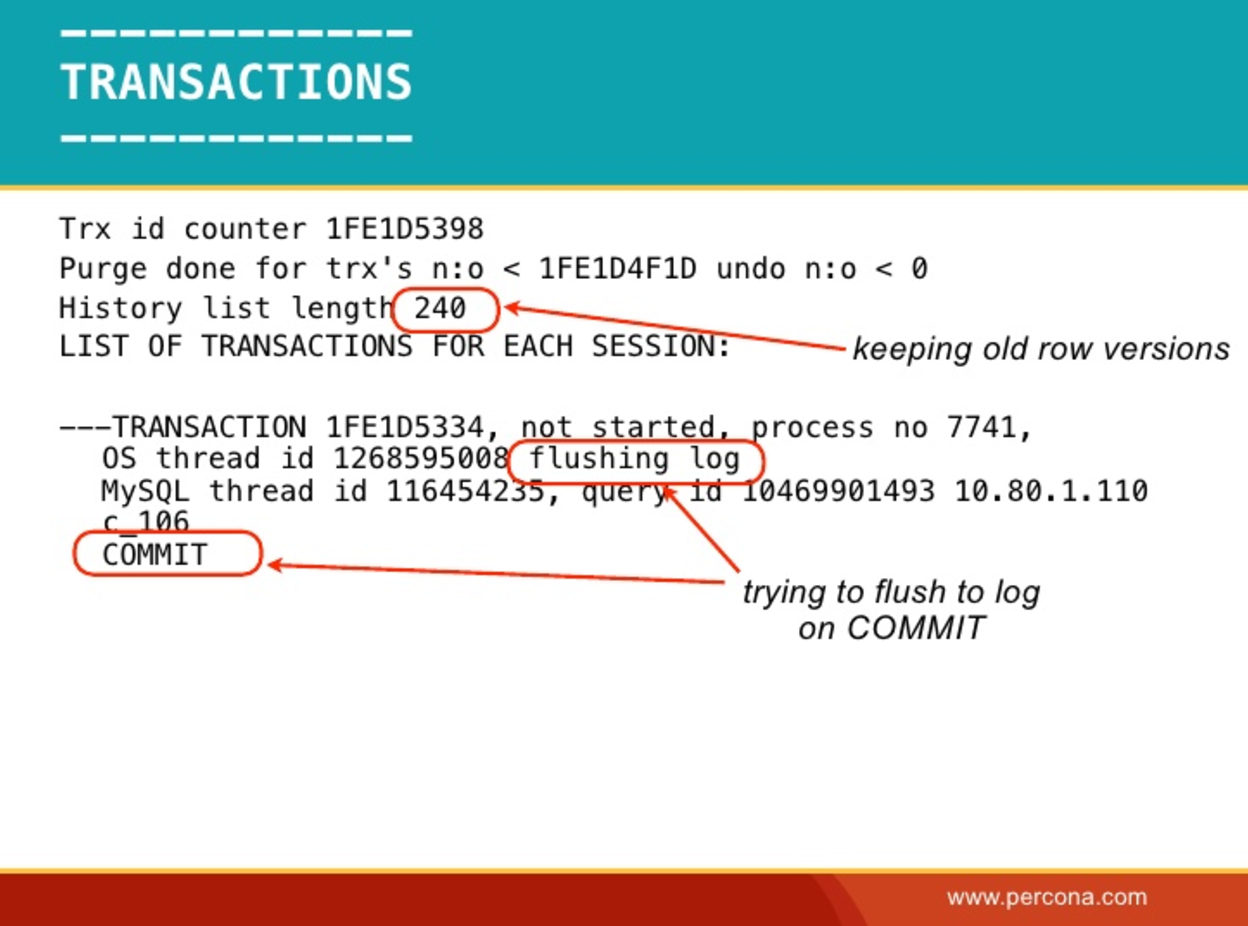 ------------
TRANSACTIONS
------------
Trx id counter 1FE1D5398
Purge done for trx's n:o < 1FE1D4F1D undo n:o < 0
History list length 240
LIST OF TRANSACTIONS FOR EACH SESSION:
keeping old row versions
---TRANSACTION 1FE1D5334, not started, process no 7741,
OS thread id 1268595008 flushing log
MySQL thread id 116454235, query id 10469901493 10.80.1.110
c_106
COMMIT
trying to flush to log
on COMMIT
www.percona.com